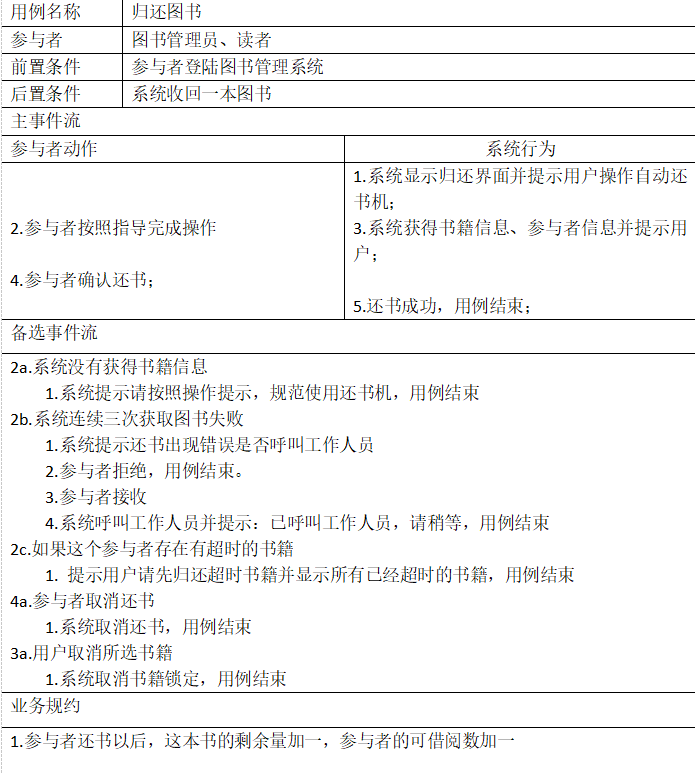 用例名称 归还图书
参与者 图书管理员、读者
前置条件 参与者登陆图书管理系统
后置条件 系统收回一本图书
主事件流
参与者动作 系统行为
1.系统显示归还界面并提示用户操作自动还
书机；
2.参与者按照指导完成操作
3.系统获得书籍信息、参与者信息并提示用
户；
4.参与者确认还书；
5.还书成功，用例结束；
备选事件流
2a.系统没有获得书籍信息
1.系统提示请按照操作提示，规范使用还书机，用例结束
2b.系统连续三次获取图书失败
1.系统提示还书出现错误是否呼叫工作人员
2.参与者拒绝，用例结束。
3.参与者接收
4.系统呼叫工作人员并提示：已呼叫工作人员，请稍等，用例结束
2c.如果这个参与者存在有超时的书籍
1. 提示用户请先归还超时书籍并显示所有已经超时的书籍，用例结束
4a.参与者取消还书
1.系统取消还书，用例结束
3a.用户取消所选书籍
1.系统取消书籍锁定，用例结束
业务规约
1.参与者还书以后，这本书的剩余量加一，参与者的可借阅数加一